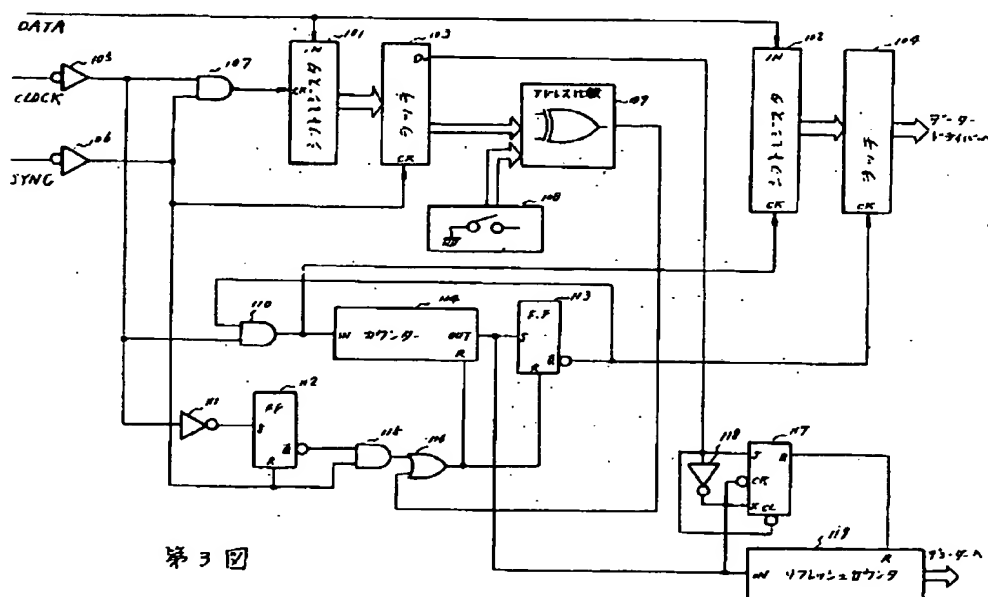 DATA
CLOCK
SYNC
105
106
107
101
IN
CK
シフトレジスタ
103
D
ラッチ
CK
アドレス比較
109
108
102
IN
シフトレジスタ
CK
104
ラッチ
CK
データー
ドライバーへ
110
114
IN カウンター OUT
R
113
F.F
S
Q
R
111
112
S
Q
R
115
116
118
117
J
CK
K
CL
119
IN リフレッシュカウンタ
R
第3図